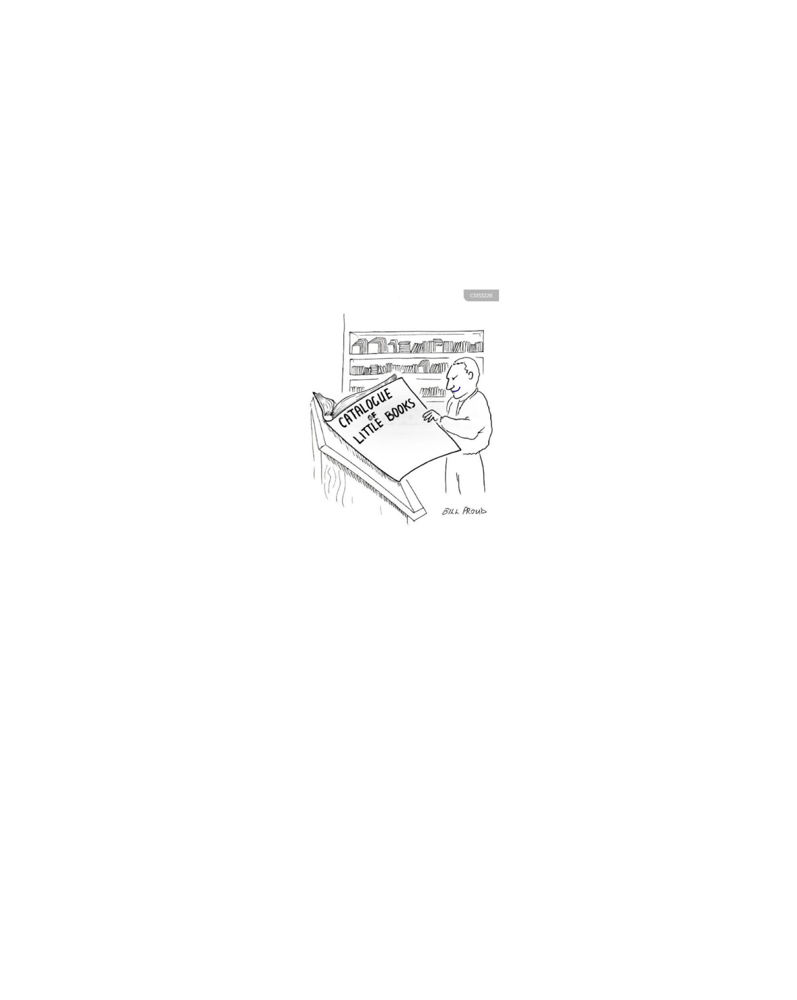 CS153228
CATALOGUE
OF
LITTLE BOOKS
BILL PROUD